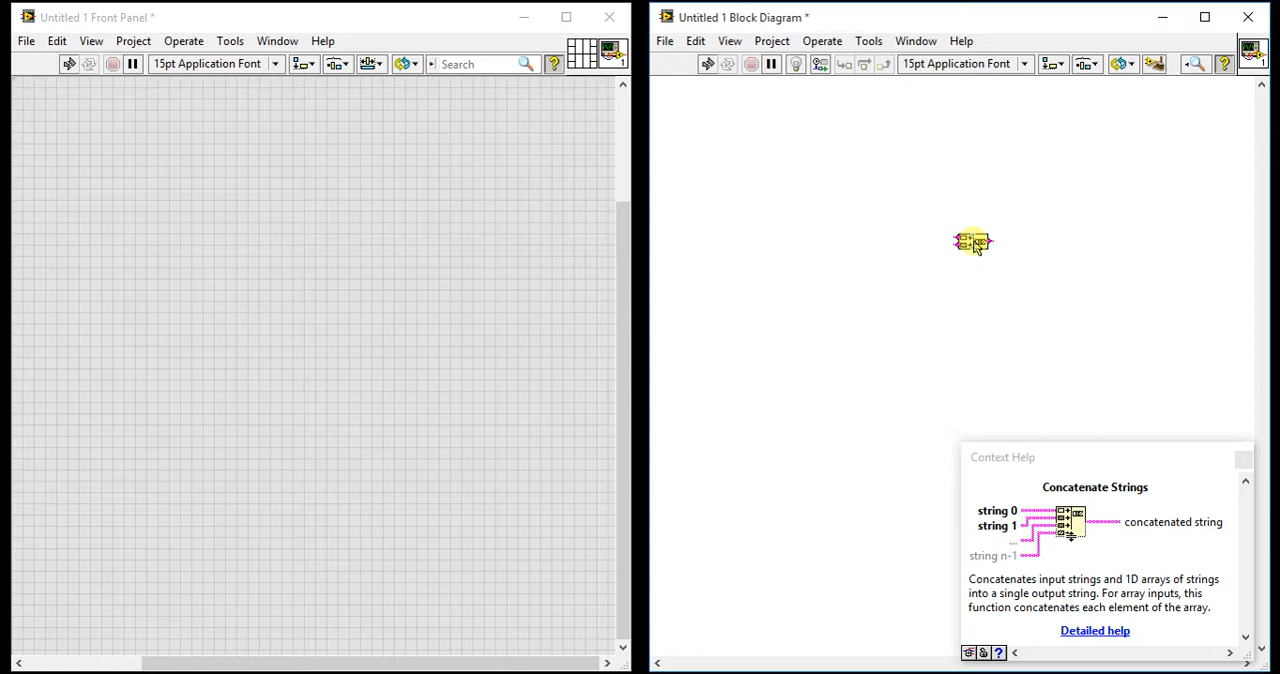 Untitled 1 Front Panel *
File Edit View Project Operate Tools Window Help
15pt Application Font
Search
?
1
Untitled 1 Block Diagram *
File Edit View Project Operate Tools Window Help
15pt Application Font
?
1
Context Help
Concatenate Strings
string 0
string 1
...
string n-1
concatenated string
Concatenates input strings and 1D arrays of strings
into a single output string. For array inputs, this
function concatenates each element of the array.
Detailed help
?